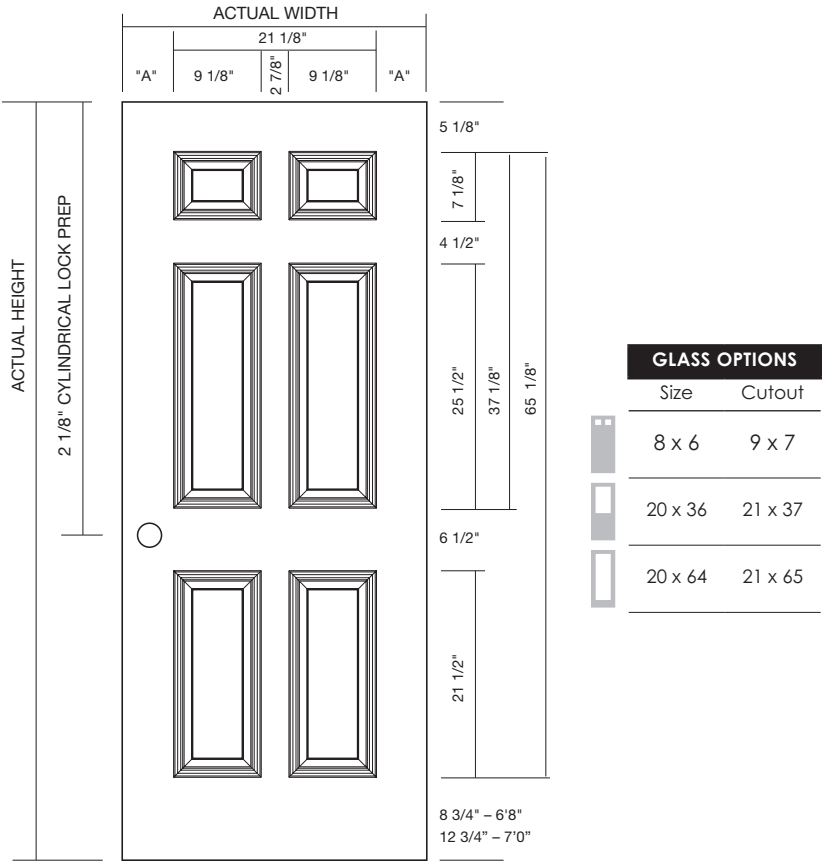 ACTUAL WIDTH
21 1/8"
"A" 9 1/8" 2 7/8" 9 1/8" "A"
5 1/8"
7 1/8"
4 1/2"
ACTUAL HEIGHT
2 1/8" CYLINDRICAL LOCK PREP
25 1/2"
37 1/8"
65 1/8"
6 1/2"
21 1/2"
8 3/4" – 6'8"
12 3/4” – 7’0”
GLASS OPTIONS
Size Cutout
8 x 6 9 x 7
20 x 36 21 x 37
20 x 64 21 x 65